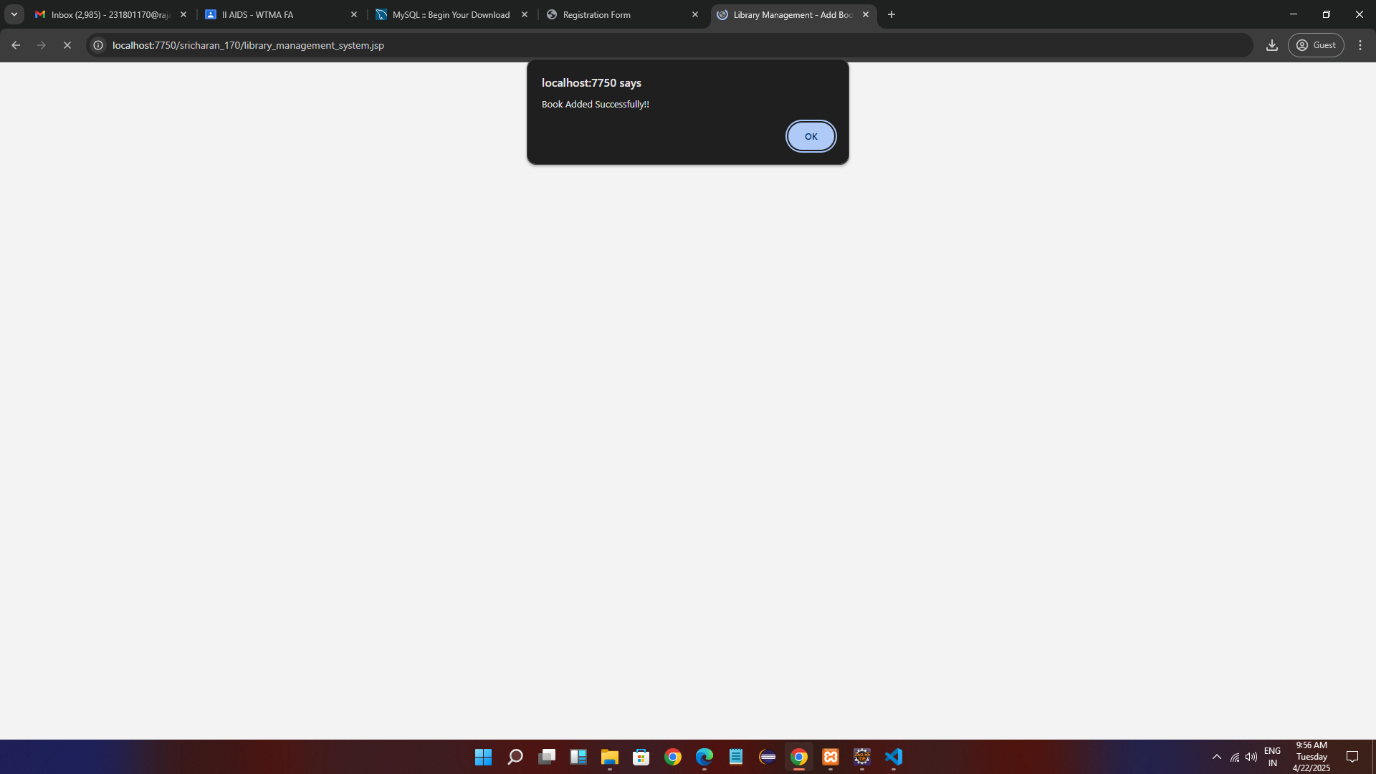 Inbox (2,985) - 231801170@raja
II AIDS - WTMA FA
MySQL :: Begin Your Download
Registration Form
Library Management - Add Boo
localhost:7750/sricharan_170/library_management_system.jsp
Guest
localhost:7750 says
Book Added Successfully!!
OK
ENG
IN
9:56 AM
Tuesday
4/22/2025